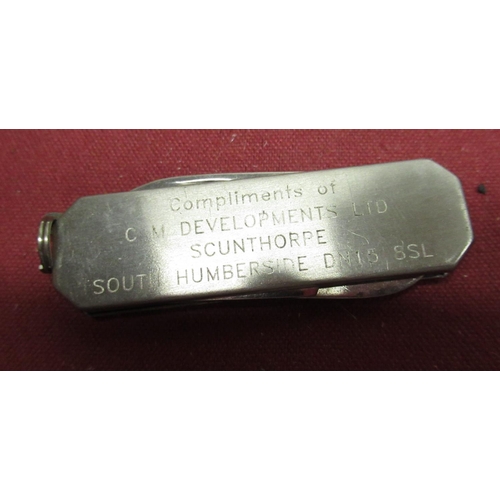 Compliments of
C M DEVELOPMENTS LTD
SCUNTHORPE
SOUTH HUMBERSIDE DN15 8SL